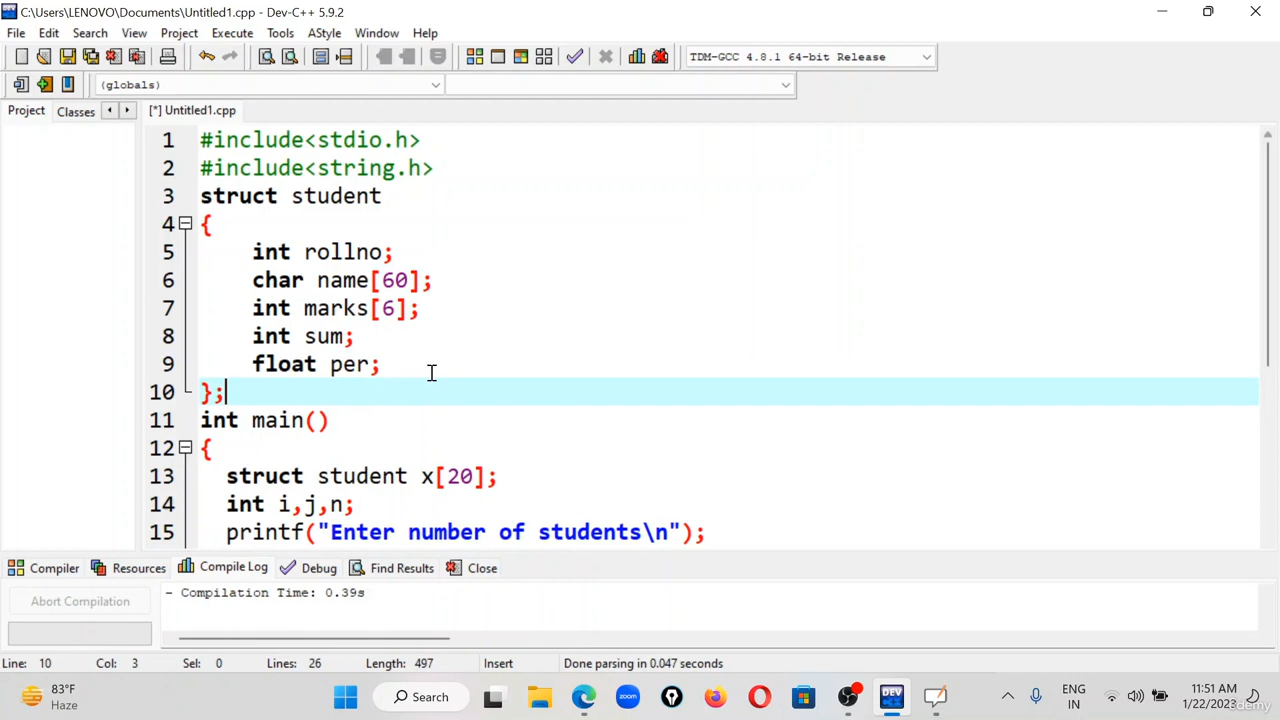 C:\Users\LENOVO\Documents\Untitled1.cpp - Dev-C++ 5.9.2
File Edit Search View Project Execute Tools AStyle Window Help
TDM-GCC 4.8.1 64-bit Release
(globals)
Project Classes [*] Untitled1.cpp
1 #include<stdio.h>
2 #include<string.h>
3 struct student
4 {
5 int rollno;
6 char name[60];
7 int marks[6];
8 int sum;
9 float per;
10 };
11 int main()
12 {
13 struct student x[20];
14 int i,j,n;
15 printf("Enter number of students\n");
Compiler Resources Compile Log Debug Find Results Close
- Compilation Time: 0.39s
Abort Compilation
Line: 10 Col: 3 Sel: 0 Lines: 26 Length: 497 Insert Done parsing in 0.047 seconds
83°F
Haze
Search
zoom
DEV
ENG
IN
11:51 AM
1/22/2023